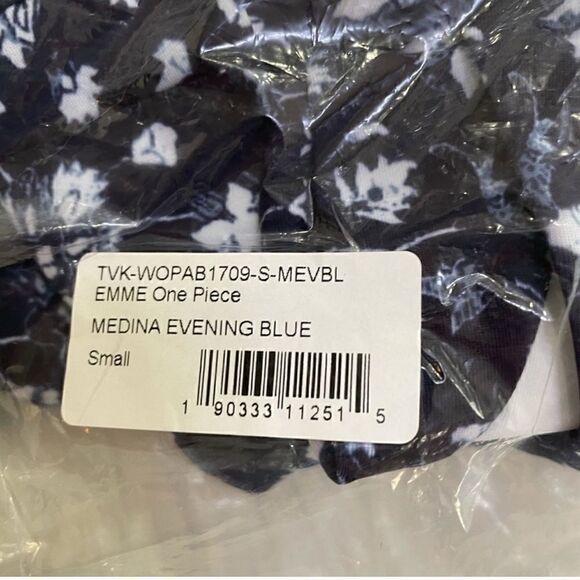 TVK-WOPAB1709-S-MEVBL
EMME One Piece
MEDINA EVENING BLUE
Small
1 90333 11251 5